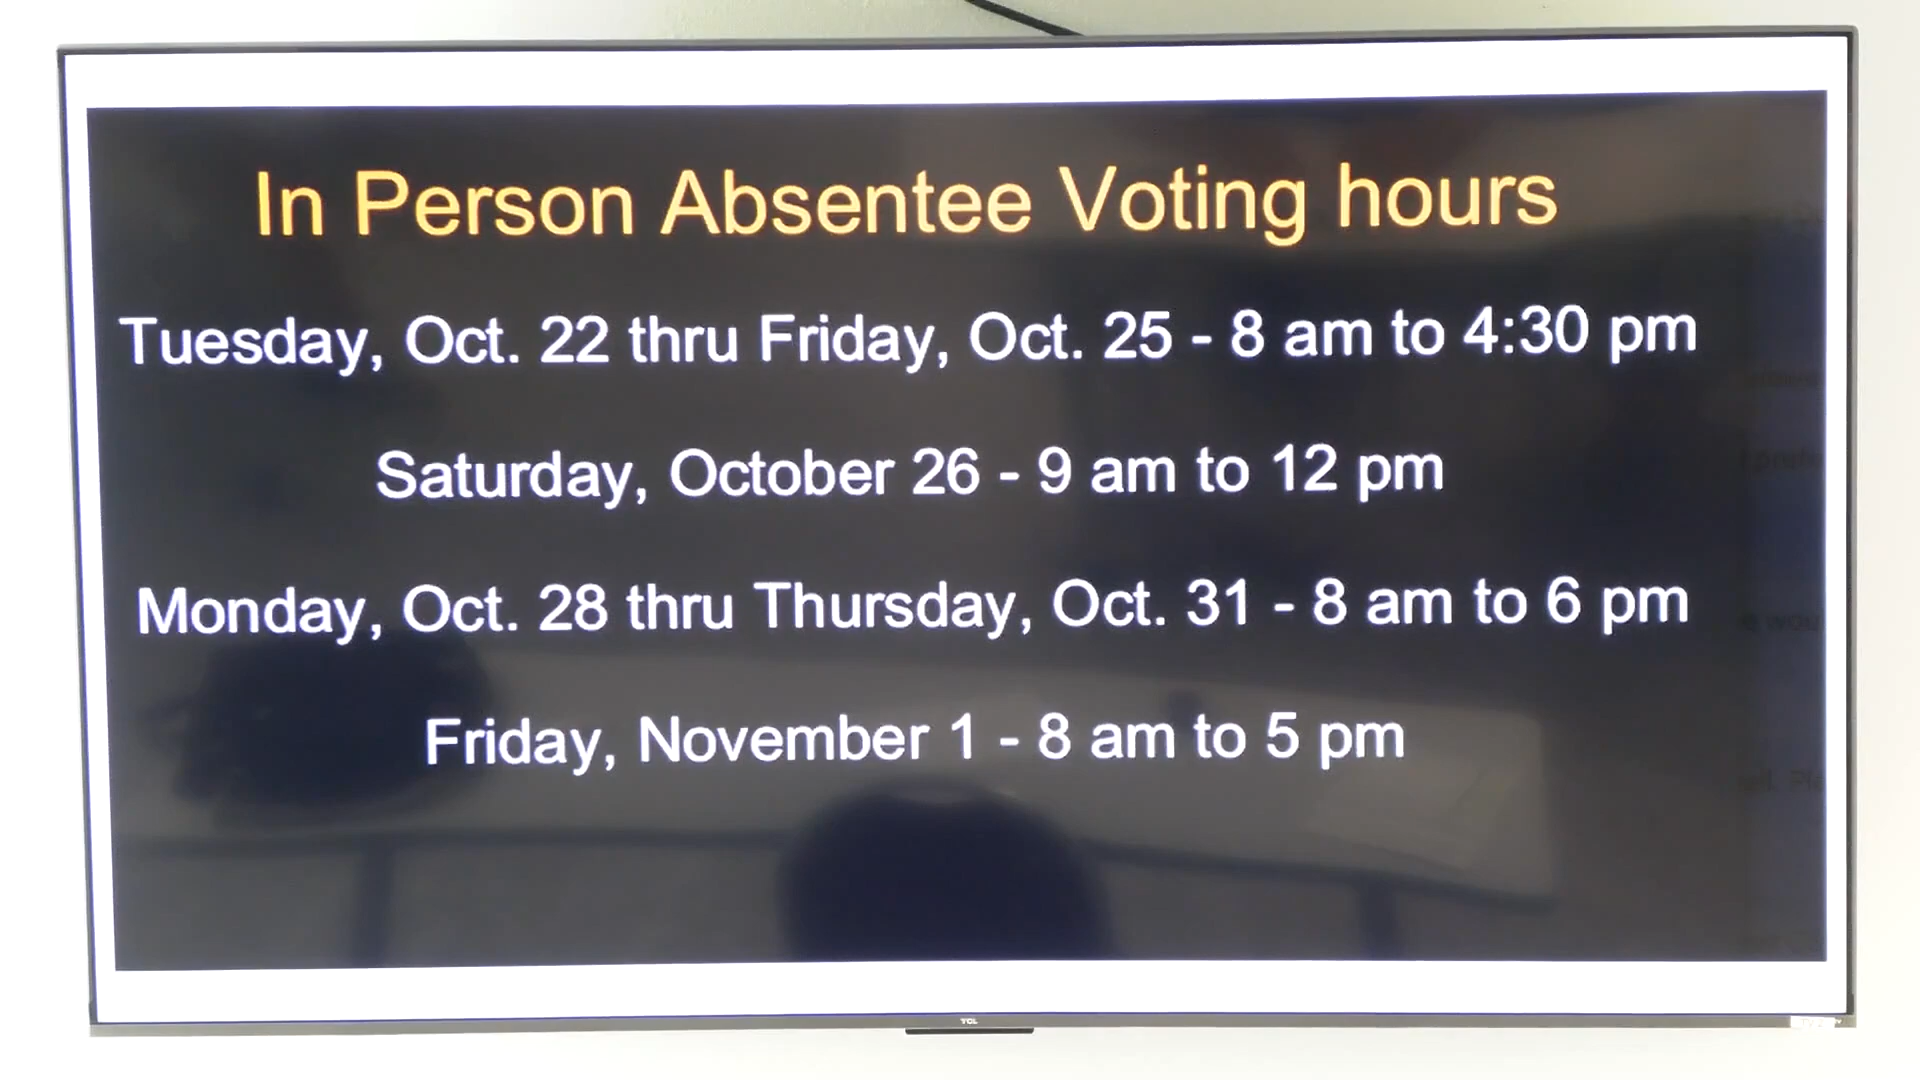 In Person Absentee Voting hours
Tuesday, Oct. 22 thru Friday, Oct. 25 - 8 am to 4:30 pm
Saturday, October 26 - 9 am to 12 pm
Monday, Oct. 28 thru Thursday, Oct. 31 - 8 am to 6 pm
Friday, November 1 - 8 am to 5 pm
TCL